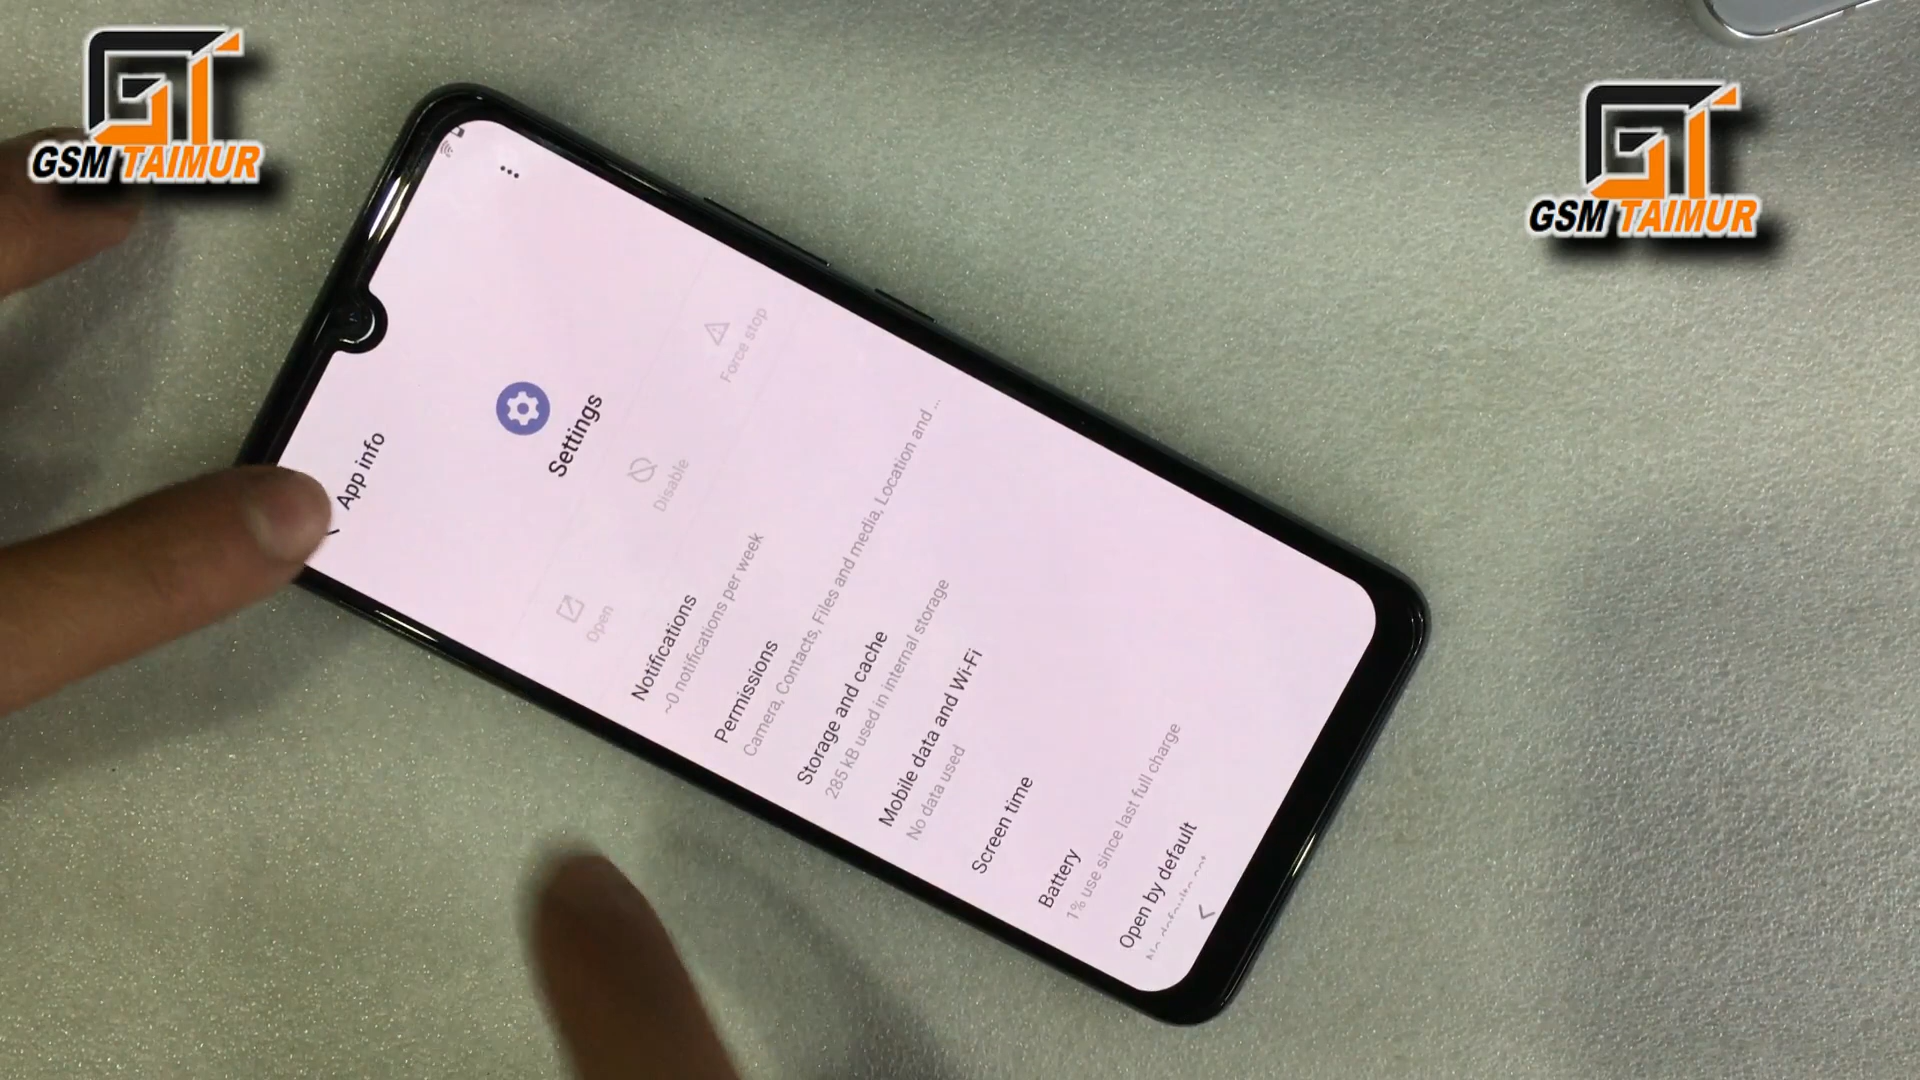 GSM TAIMUR
GSM TAIMUR
App info
Settings
Open
Disable
Force stop
Notifications
~0 notifications per week
Permissions
Camera, Contacts, Files and media, Location and ...
Storage and cache
285 kB used in internal storage
Mobile data and Wi-Fi
No data used
Screen time
Battery
1% use since last full charge
Open by default